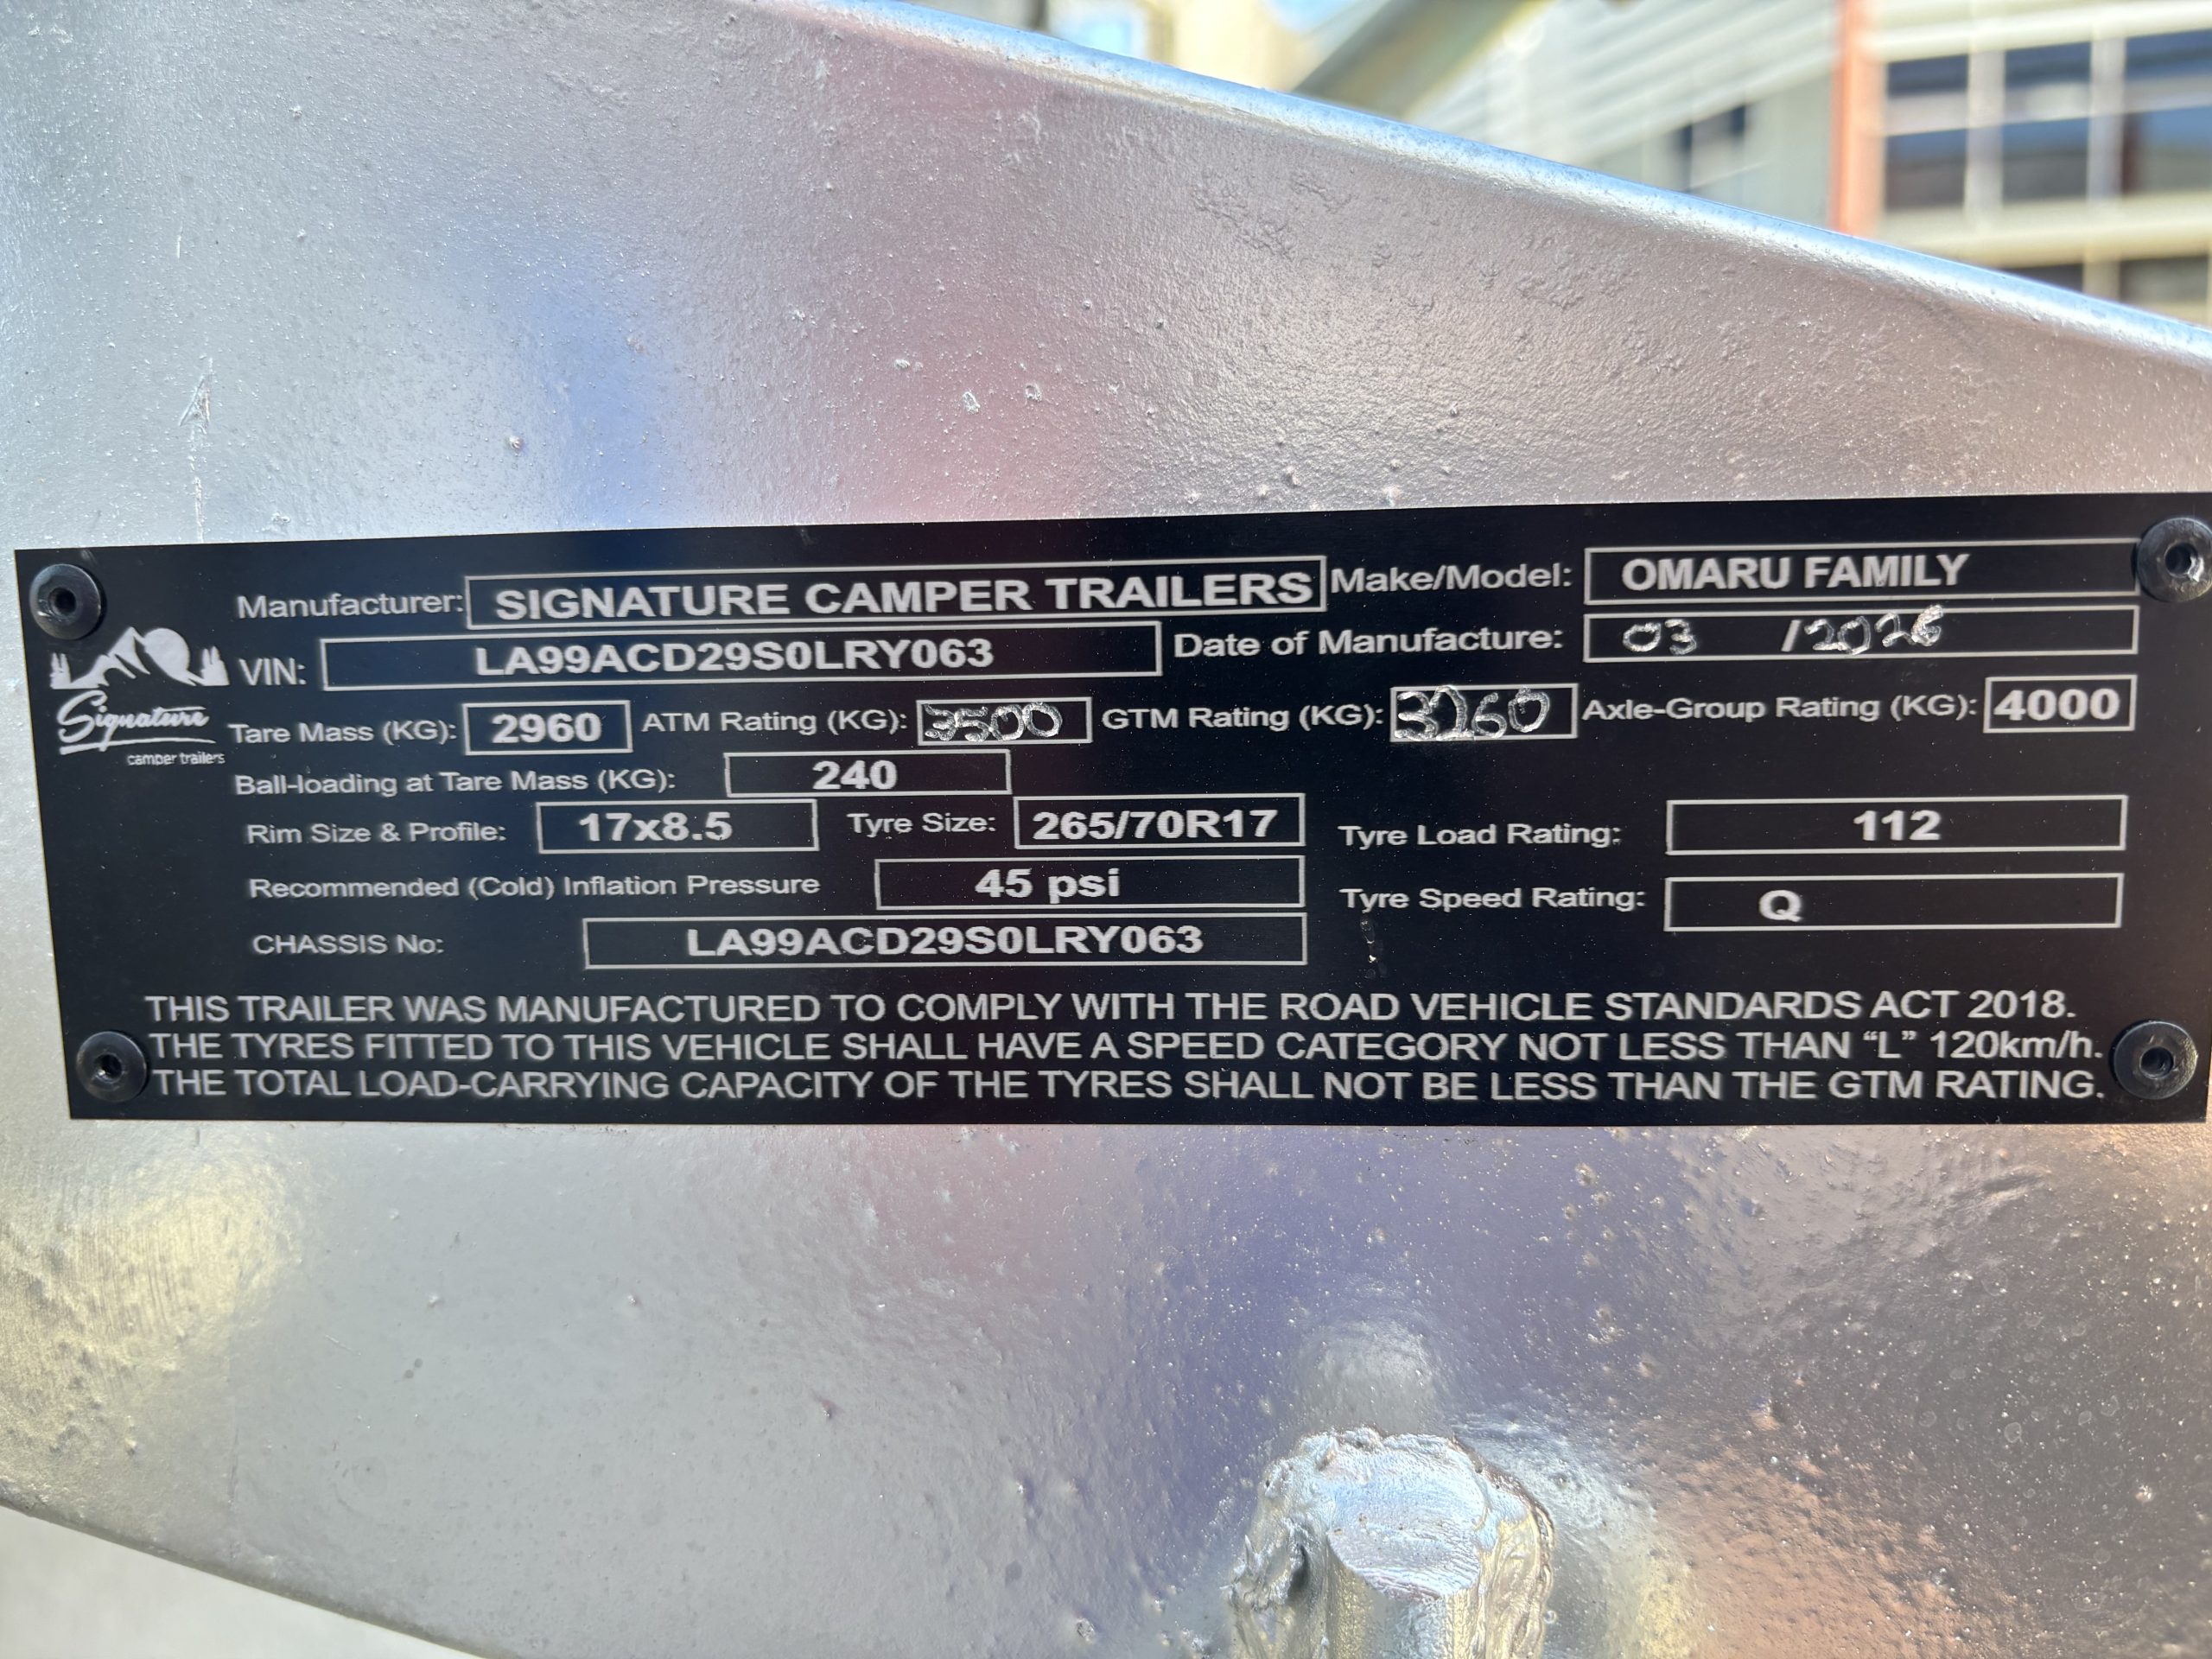 Manufacturer: SIGNATURE CAMPER TRAILERS Make/Model: OMARU FAMILY
VIN: LA99ACD29S0LRY063 Date of Manufacture: 03 /2026
Signature
camper trailers
Tare Mass (KG): 2960 ATM Rating (KG): 3500 GTM Rating (KG): 3260 Axle-Group Rating (KG): 4000
Ball-loading at Tare Mass (KG): 240
Rim Size & Profile: 17x8.5 Tyre Size: 265/70R17 Tyre Load Rating: 112
Recommended (Cold) Inflation Pressure 45 psi Tyre Speed Rating: Q
CHASSIS No: LA99ACD29S0LRY063
THIS TRAILER WAS MANUFACTURED TO COMPLY WITH THE ROAD VEHICLE STANDARDS ACT 2018.
THE TYRES FITTED TO THIS VEHICLE SHALL HAVE A SPEED CATEGORY NOT LESS THAN “L” 120km/h.
THE TOTAL LOAD-CARRYING CAPACITY OF THE TYRES SHALL NOT BE LESS THAN THE GTM RATING.